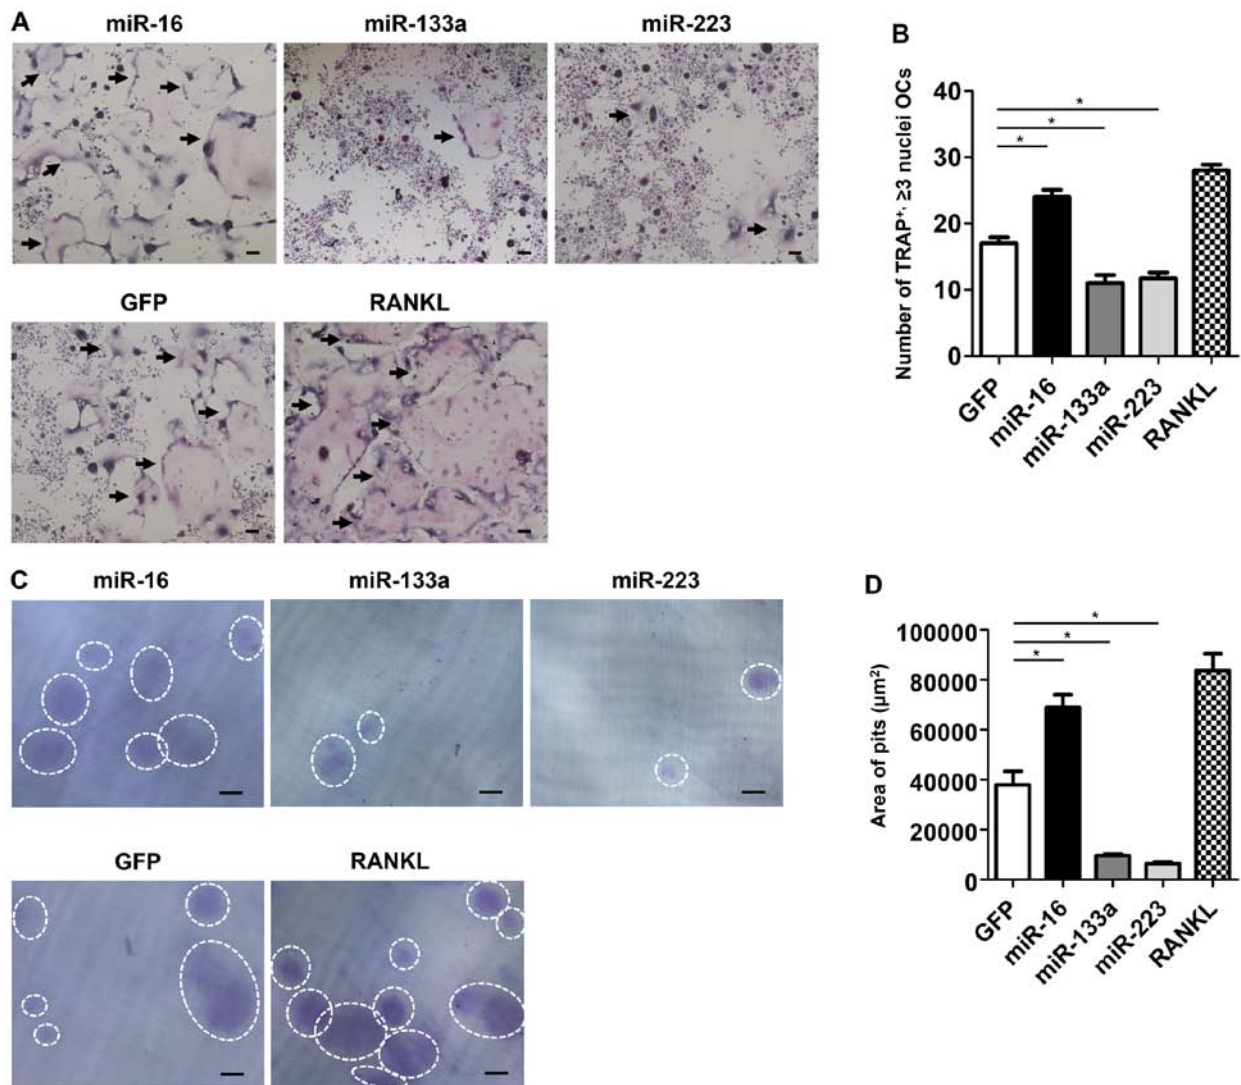 A
miR-16
miR-133a
miR-223
GFP
RANKL
B
Number of TRAP⁺, ≥3 nuclei OCs
40
30
20
10
0
*
*
*
GFP
miR-16
miR-133a
miR-223
RANKL
C
miR-16
miR-133a
miR-223
GFP
RANKL
D
Area of pits (µm²)
100000
80000
60000
40000
20000
0
*
*
*
GFP
miR-16
miR-133a
miR-223
RANKL